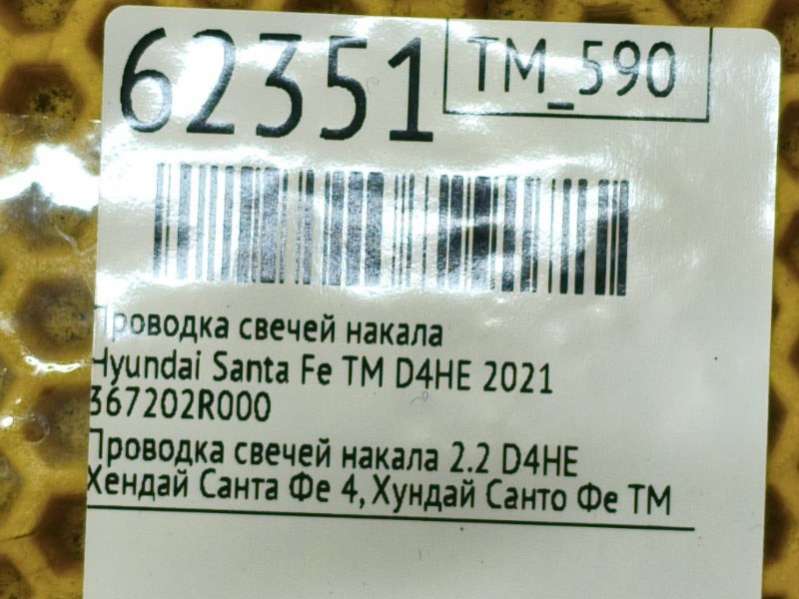 62351
TM_590
Проводка свечей накала
Hyundai Santa Fe TM D4HE 2021
367202R000
Проводка свечей накала 2.2 D4HE
Хендай Санта Фе 4, Хундай Санто Фе ТМ